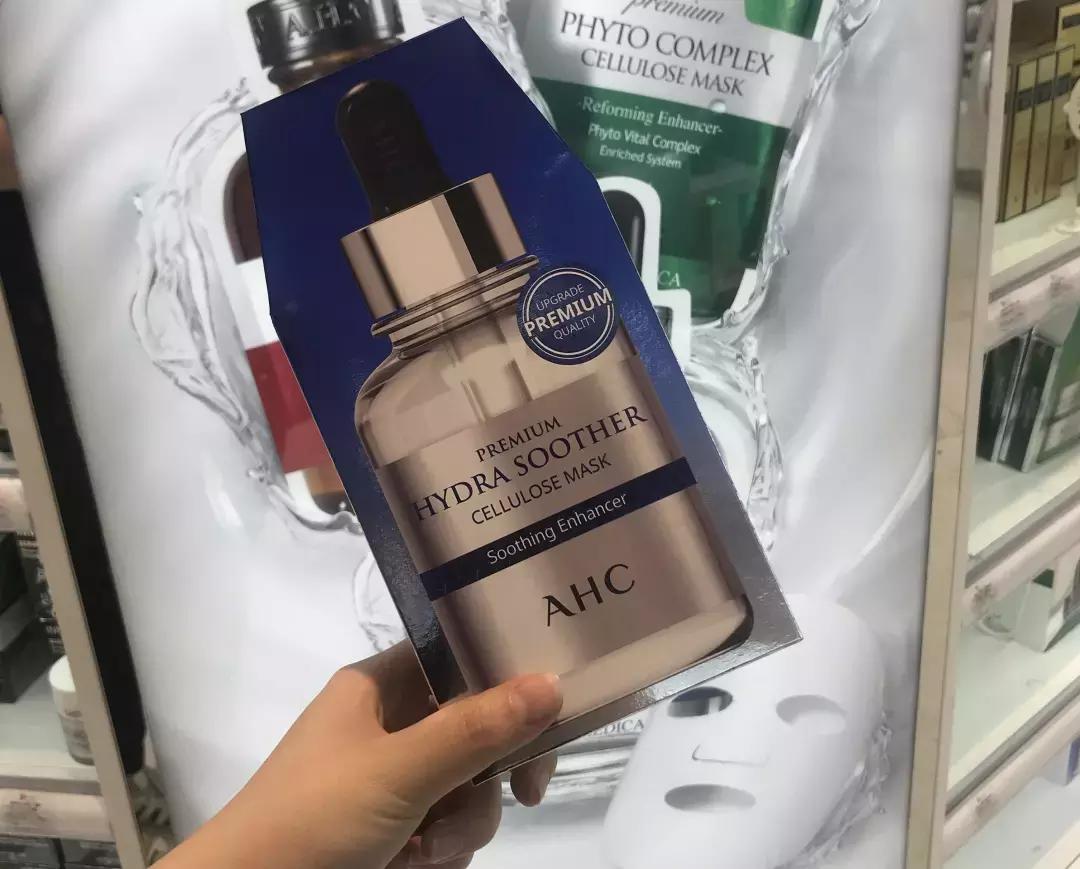 premium
PHYTO COMPLEX
CELLULOSE MASK
-Reforming Enhancer-
Phyto Vital Complex
Enriched System
UPGRADE
PREMIUM
QUALITY
PREMIUM
HYDRA SOOTHER
CELLULOSE MASK
Soothing Enhancer
AHC